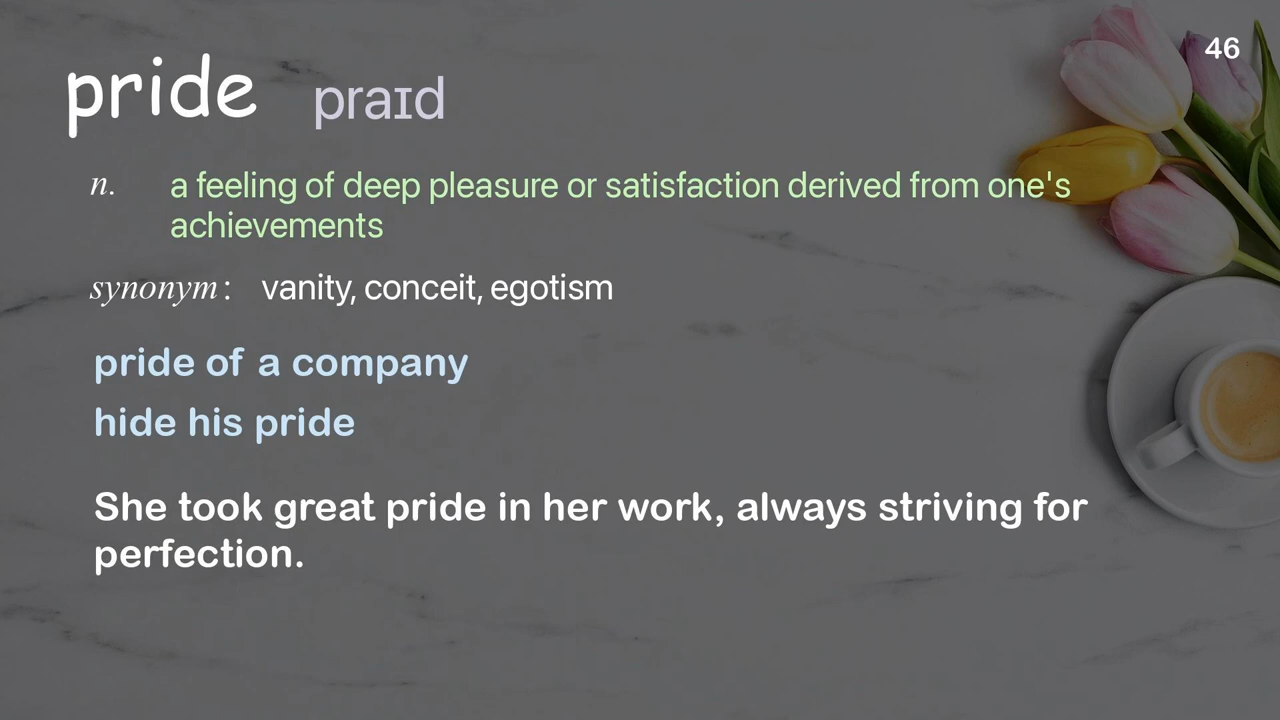 46
pride praɪd
n. a feeling of deep pleasure or satisfaction derived from one's
achievements
synonym : vanity, conceit, egotism
pride of a company
hide his pride
She took great pride in her work, always striving for
perfection.